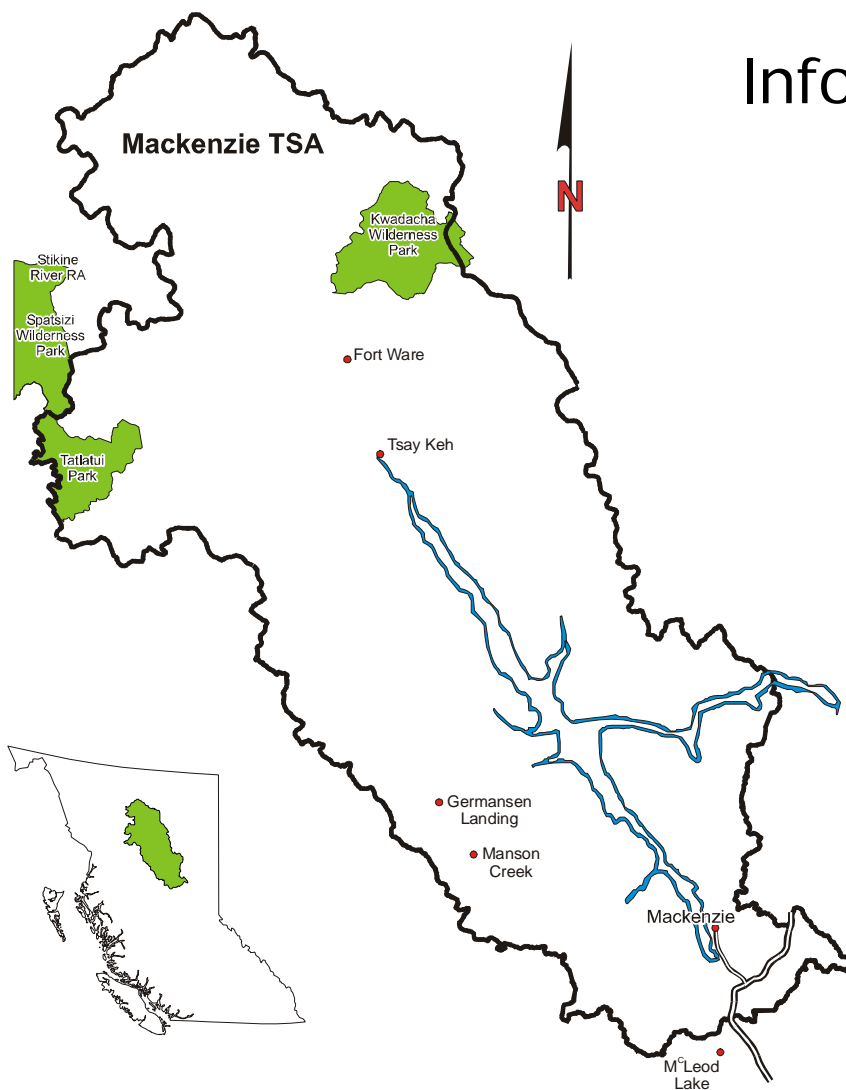 Info
Mackenzie TSA
N
Kwadacha
Wilderness
Park
Stikine
River RA
Spatsizi
Wilderness
Park
Fort Ware
Tsay Keh
Tatlatui
Park
Germansen
Landing
Manson
Creek
Mackenzie
McLeod
Lake